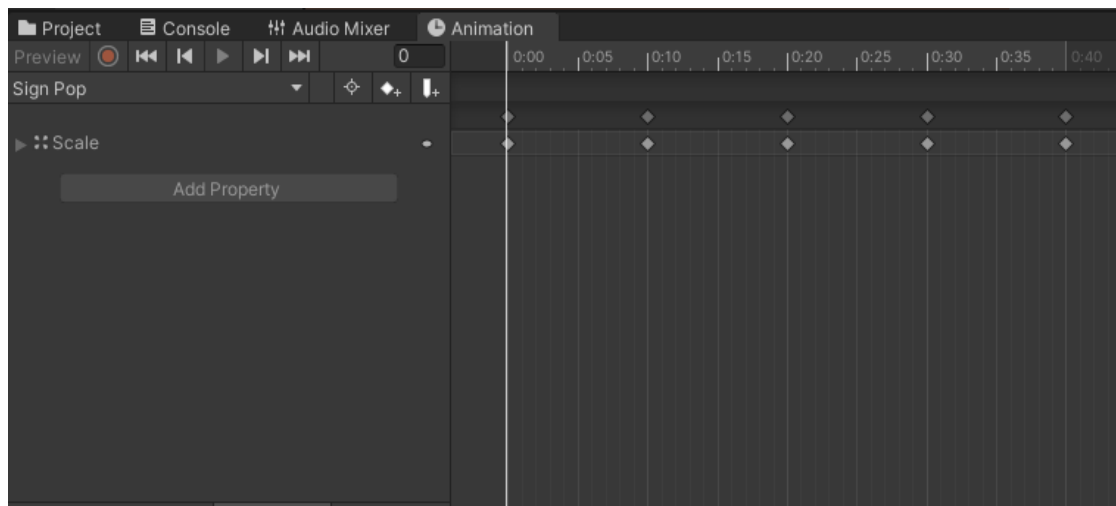 Project Console Audio Mixer Animation
Preview 0 0:00 0:05 0:10 0:15 0:20 0:25 0:30 0:35 0:40
Sign Pop
Scale
Add Property